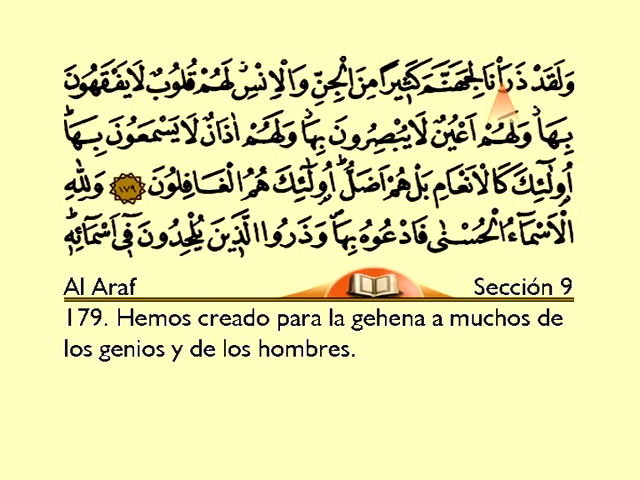 وَلَقَدْ ذَرَأْنَا لِجَهَنَّمَ كَثِيرًا مِنَ الْجِنِّ وَالْإِنْسِ لَهُمْ قُلُوبٌ لَا يَفْقَهُونَ
بِهَا وَلَهُمْ أَعْيُنٌ لَا يُبْصِرُونَ بِهَا وَلَهُمْ آذَانٌ لَا يَسْمَعُونَ بِهَا
أُولَٰئِكَ كَالْأَنْعَامِ بَلْ هُمْ أَضَلُّ أُولَٰئِكَ هُمُ الْغَافِلُونَ ١٧٩ وَلِلَّهِ
الْأَسْمَاءُ الْحُسْنَىٰ فَادْعُوهُ بِهَا وَذَرُوا الَّذِينَ يُلْحِدُونَ فِي أَسْمَائِهِ
Al Araf Sección 9
179. Hemos creado para la gehena a muchos de
los genios y de los hombres.